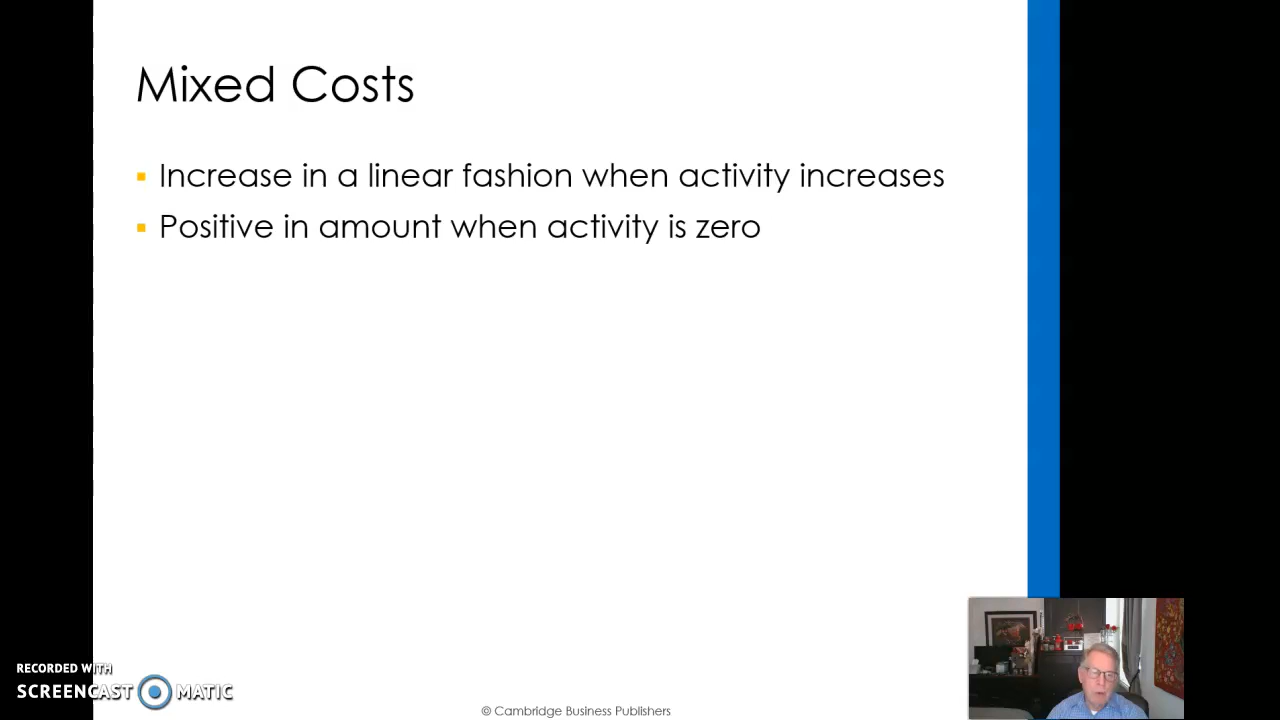 Mixed Costs
Increase in a linear fashion when activity increases
Positive in amount when activity is zero
RECORDED WITH
SCREENCAST MATIC
© Cambridge Business Publishers